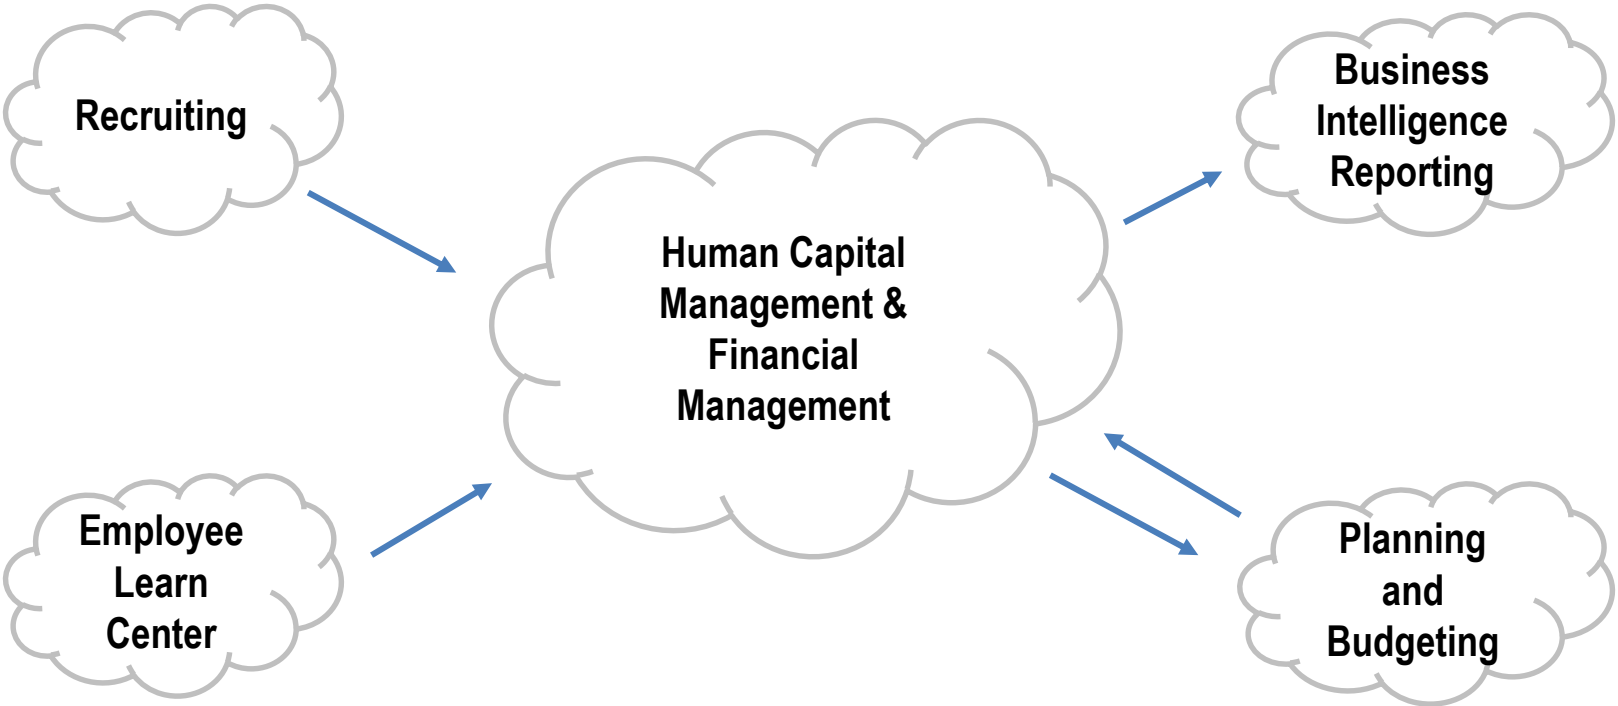 Recruiting
Business
Intelligence
Reporting
Human Capital
Management &
Financial
Management
Employee
Learn
Center
Planning
and
Budgeting